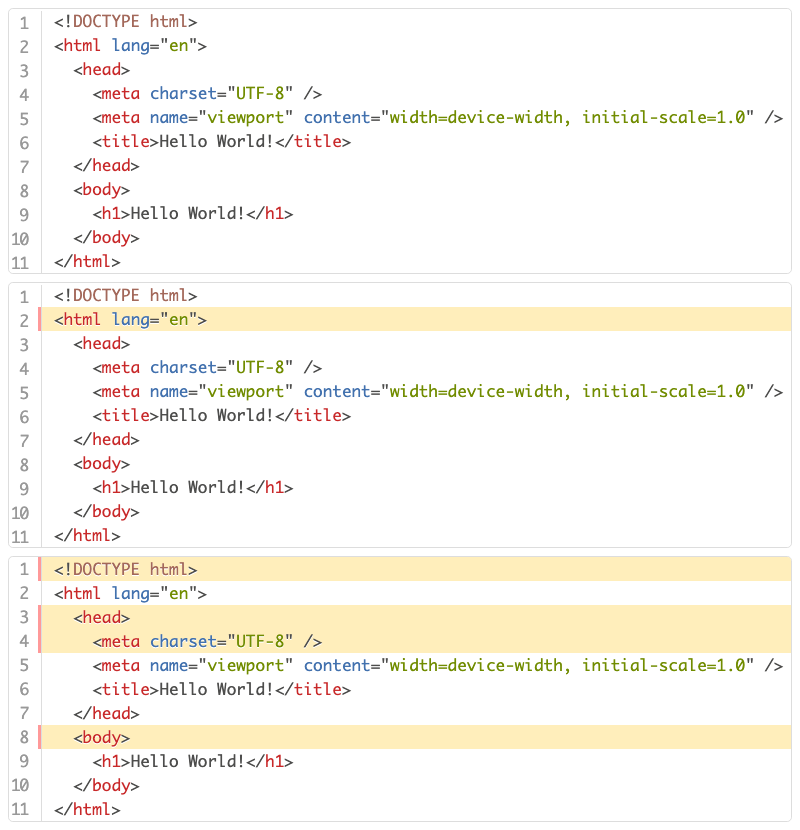 1 <!DOCTYPE html>
2 <html lang="en">
3   <head>
4     <meta charset="UTF-8" />
5     <meta name="viewport" content="width=device-width, initial-scale=1.0" />
6     <title>Hello World!</title>
7   </head>
8   <body>
9     <h1>Hello World!</h1>
10   </body>
11 </html>
1 <!DOCTYPE html>
2 <html lang="en">
3   <head>
4     <meta charset="UTF-8" />
5     <meta name="viewport" content="width=device-width, initial-scale=1.0" />
6     <title>Hello World!</title>
7   </head>
8   <body>
9     <h1>Hello World!</h1>
10   </body>
11 </html>
1 <!DOCTYPE html>
2 <html lang="en">
3   <head>
4     <meta charset="UTF-8" />
5     <meta name="viewport" content="width=device-width, initial-scale=1.0" />
6     <title>Hello World!</title>
7   </head>
8   <body>
9     <h1>Hello World!</h1>
10   </body>
11 </html>